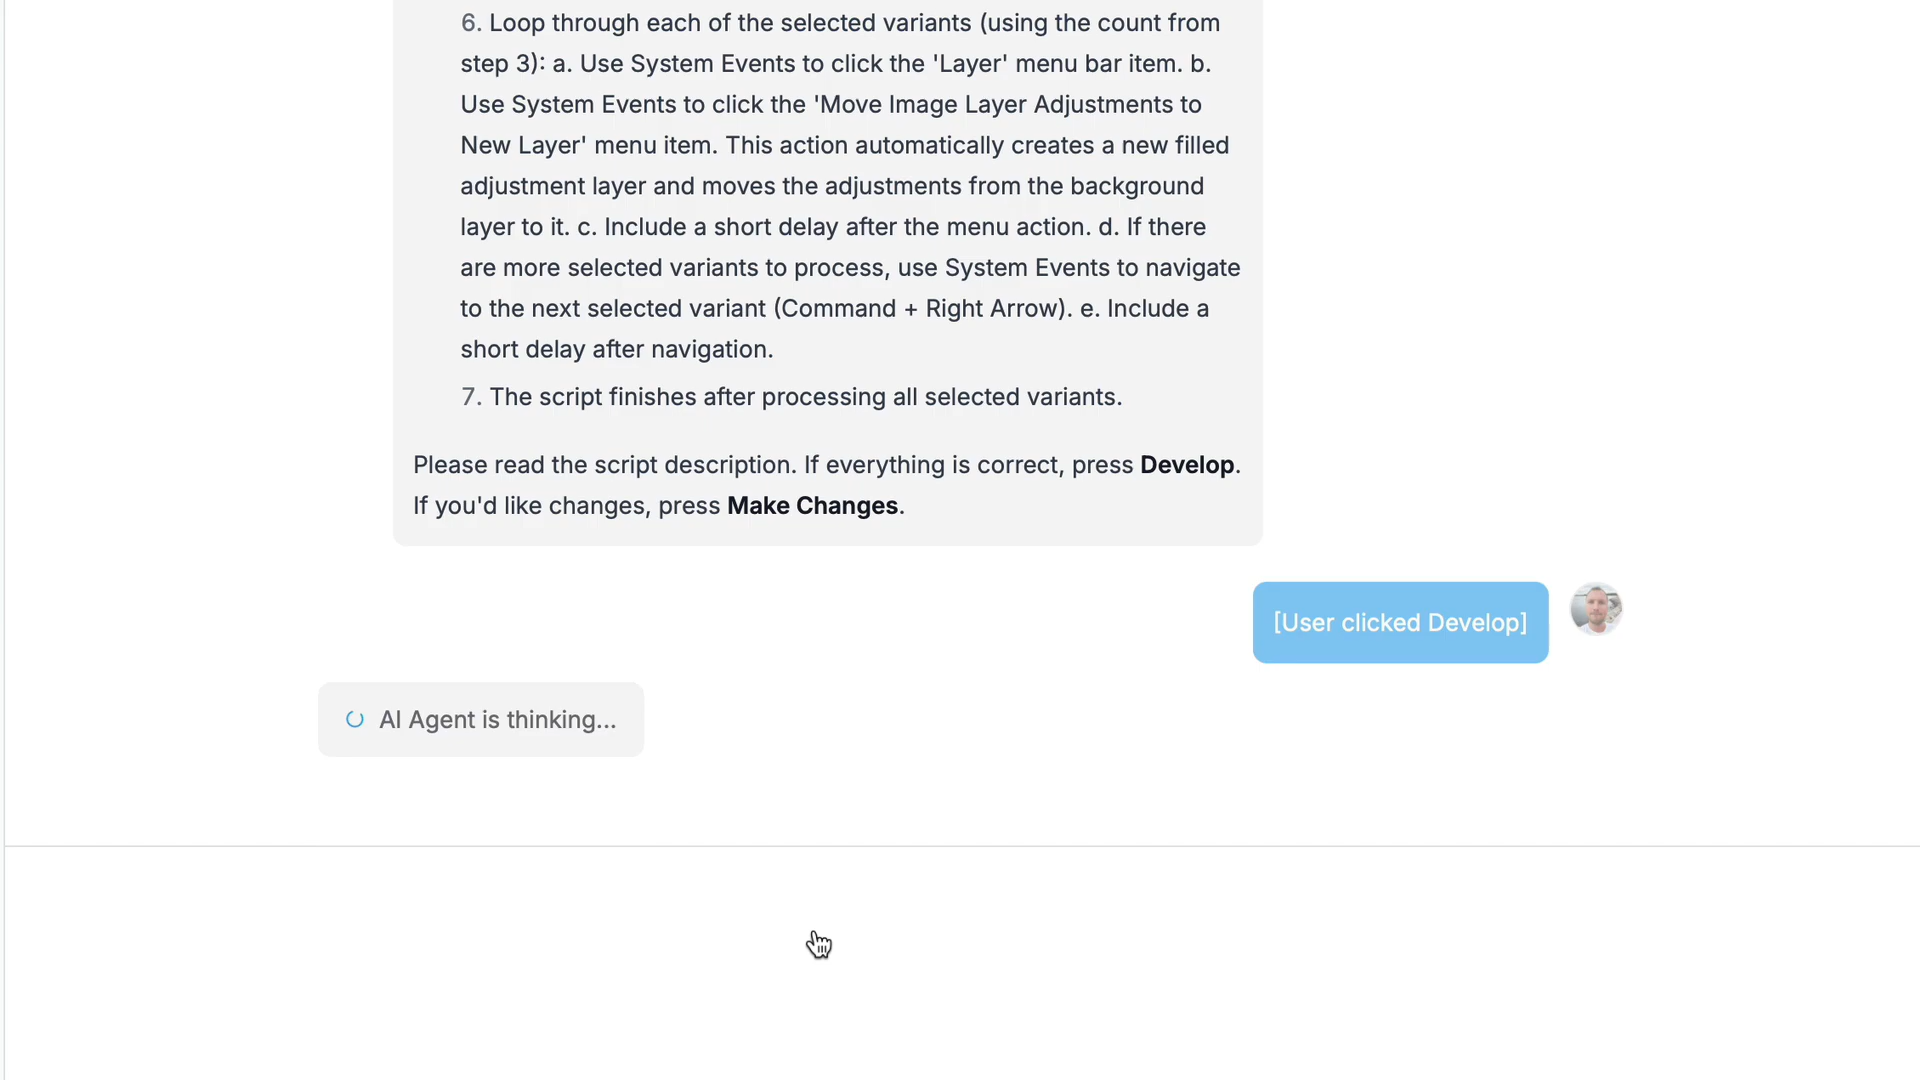 6. Loop through each of the selected variants (using the count from
step 3): a. Use System Events to click the 'Layer' menu bar item. b.
Use System Events to click the 'Move Image Layer Adjustments to
New Layer' menu item. This action automatically creates a new filled
adjustment layer and moves the adjustments from the background
layer to it. c. Include a short delay after the menu action. d. If there
are more selected variants to process, use System Events to navigate
to the next selected variant (Command + Right Arrow). e. Include a
short delay after navigation.
7. The script finishes after processing all selected variants.
Please read the script description. If everything is correct, press Develop.
If you'd like changes, press Make Changes.
[User clicked Develop]
AI Agent is thinking...